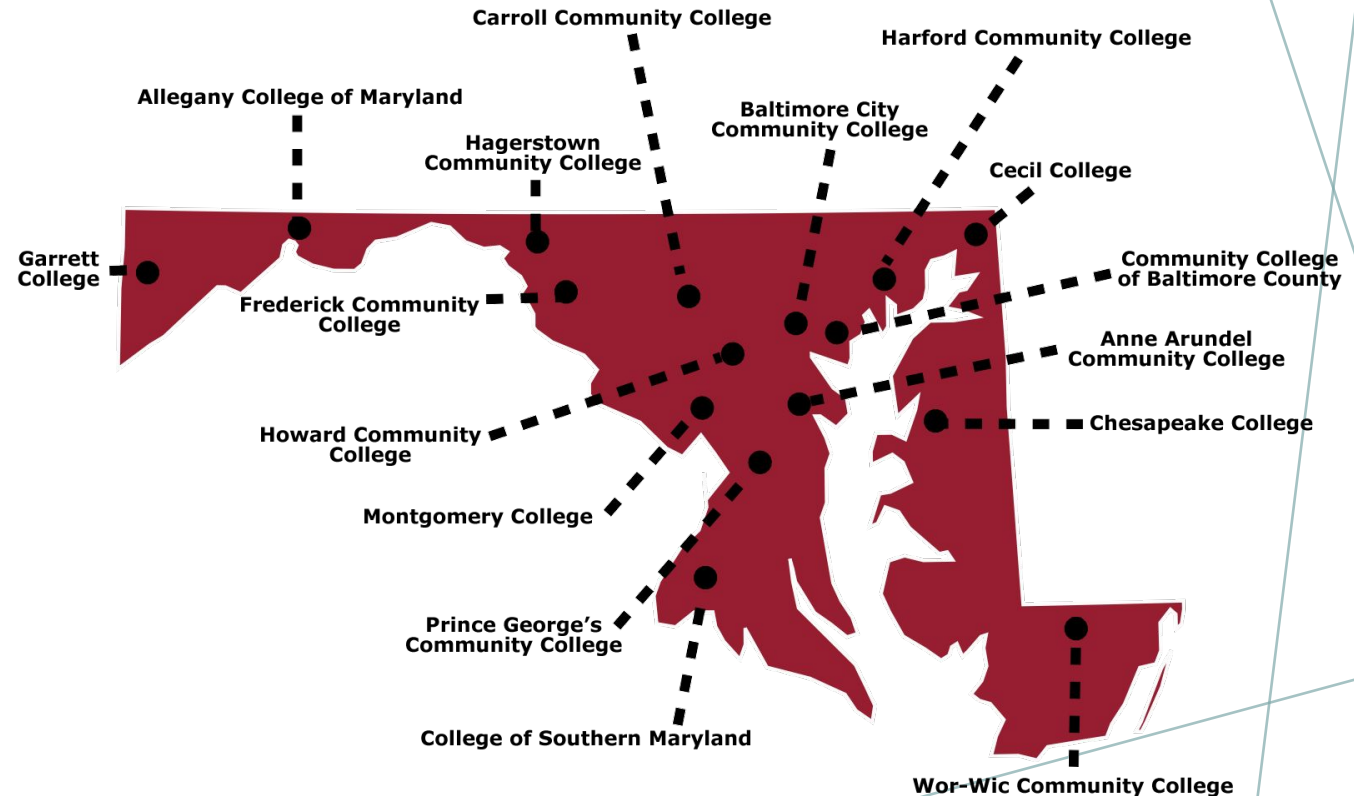 Carroll Community College
Harford Community College
Allegany College of Maryland
Baltimore City
Community College
Hagerstown
Community College
Cecil College
Garrett
College
Community College
of Baltimore County
Frederick Community
College
Anne Arundel
Community College
Howard Community
College
Chesapeake College
Montgomery College
Prince George’s
Community College
College of Southern Maryland
Wor-Wic Community College